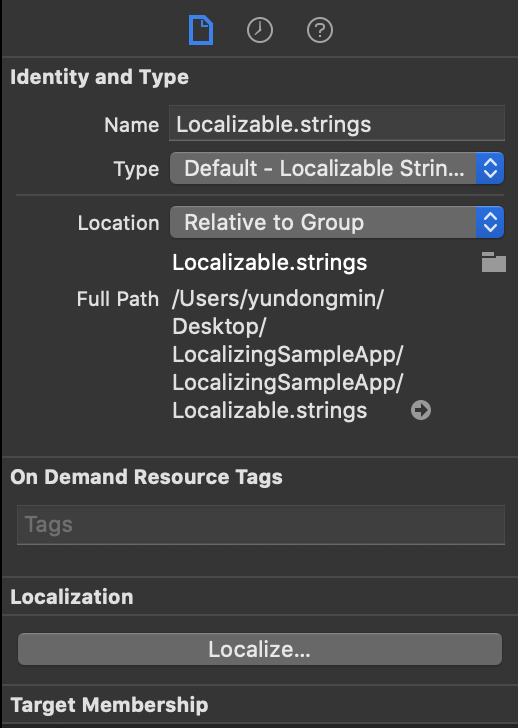 Identity and Type
Name Localizable.strings
Type Default - Localizable Strin...
Location Relative to Group
Localizable.strings
Full Path /Users/yundongmin/
Desktop/
LocalizingSampleApp/
LocalizingSampleApp/
Localizable.strings
On Demand Resource Tags
Tags
Localization
Localize...
Target Membership